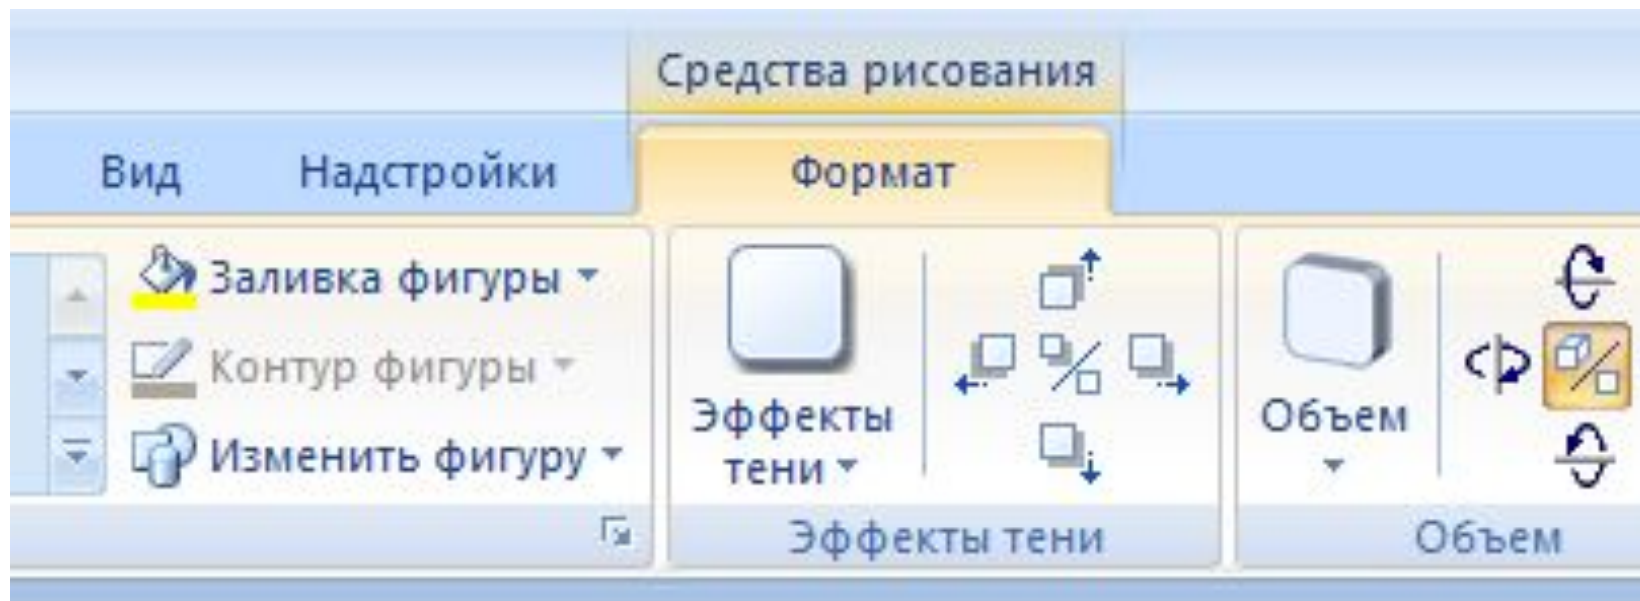 Средства рисования
Вид Надстройки Формат
Заливка фигуры
Контур фигуры
Изменить фигуру
Эффекты
тени
Объем
Эффекты тени
Объем